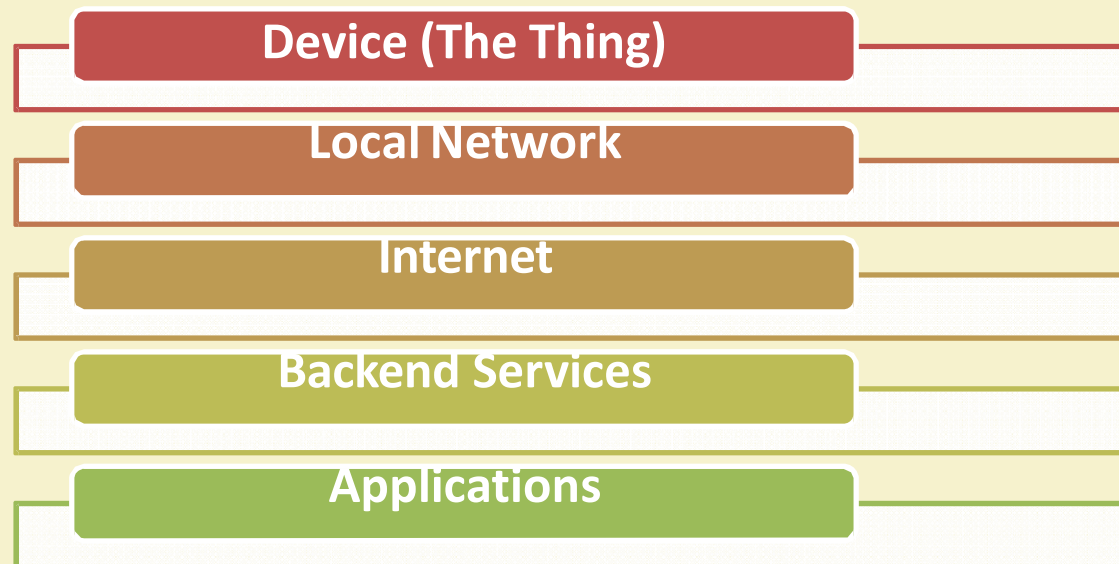 Device (The Thing)
Local Network
Internet
Backend Services
Applications